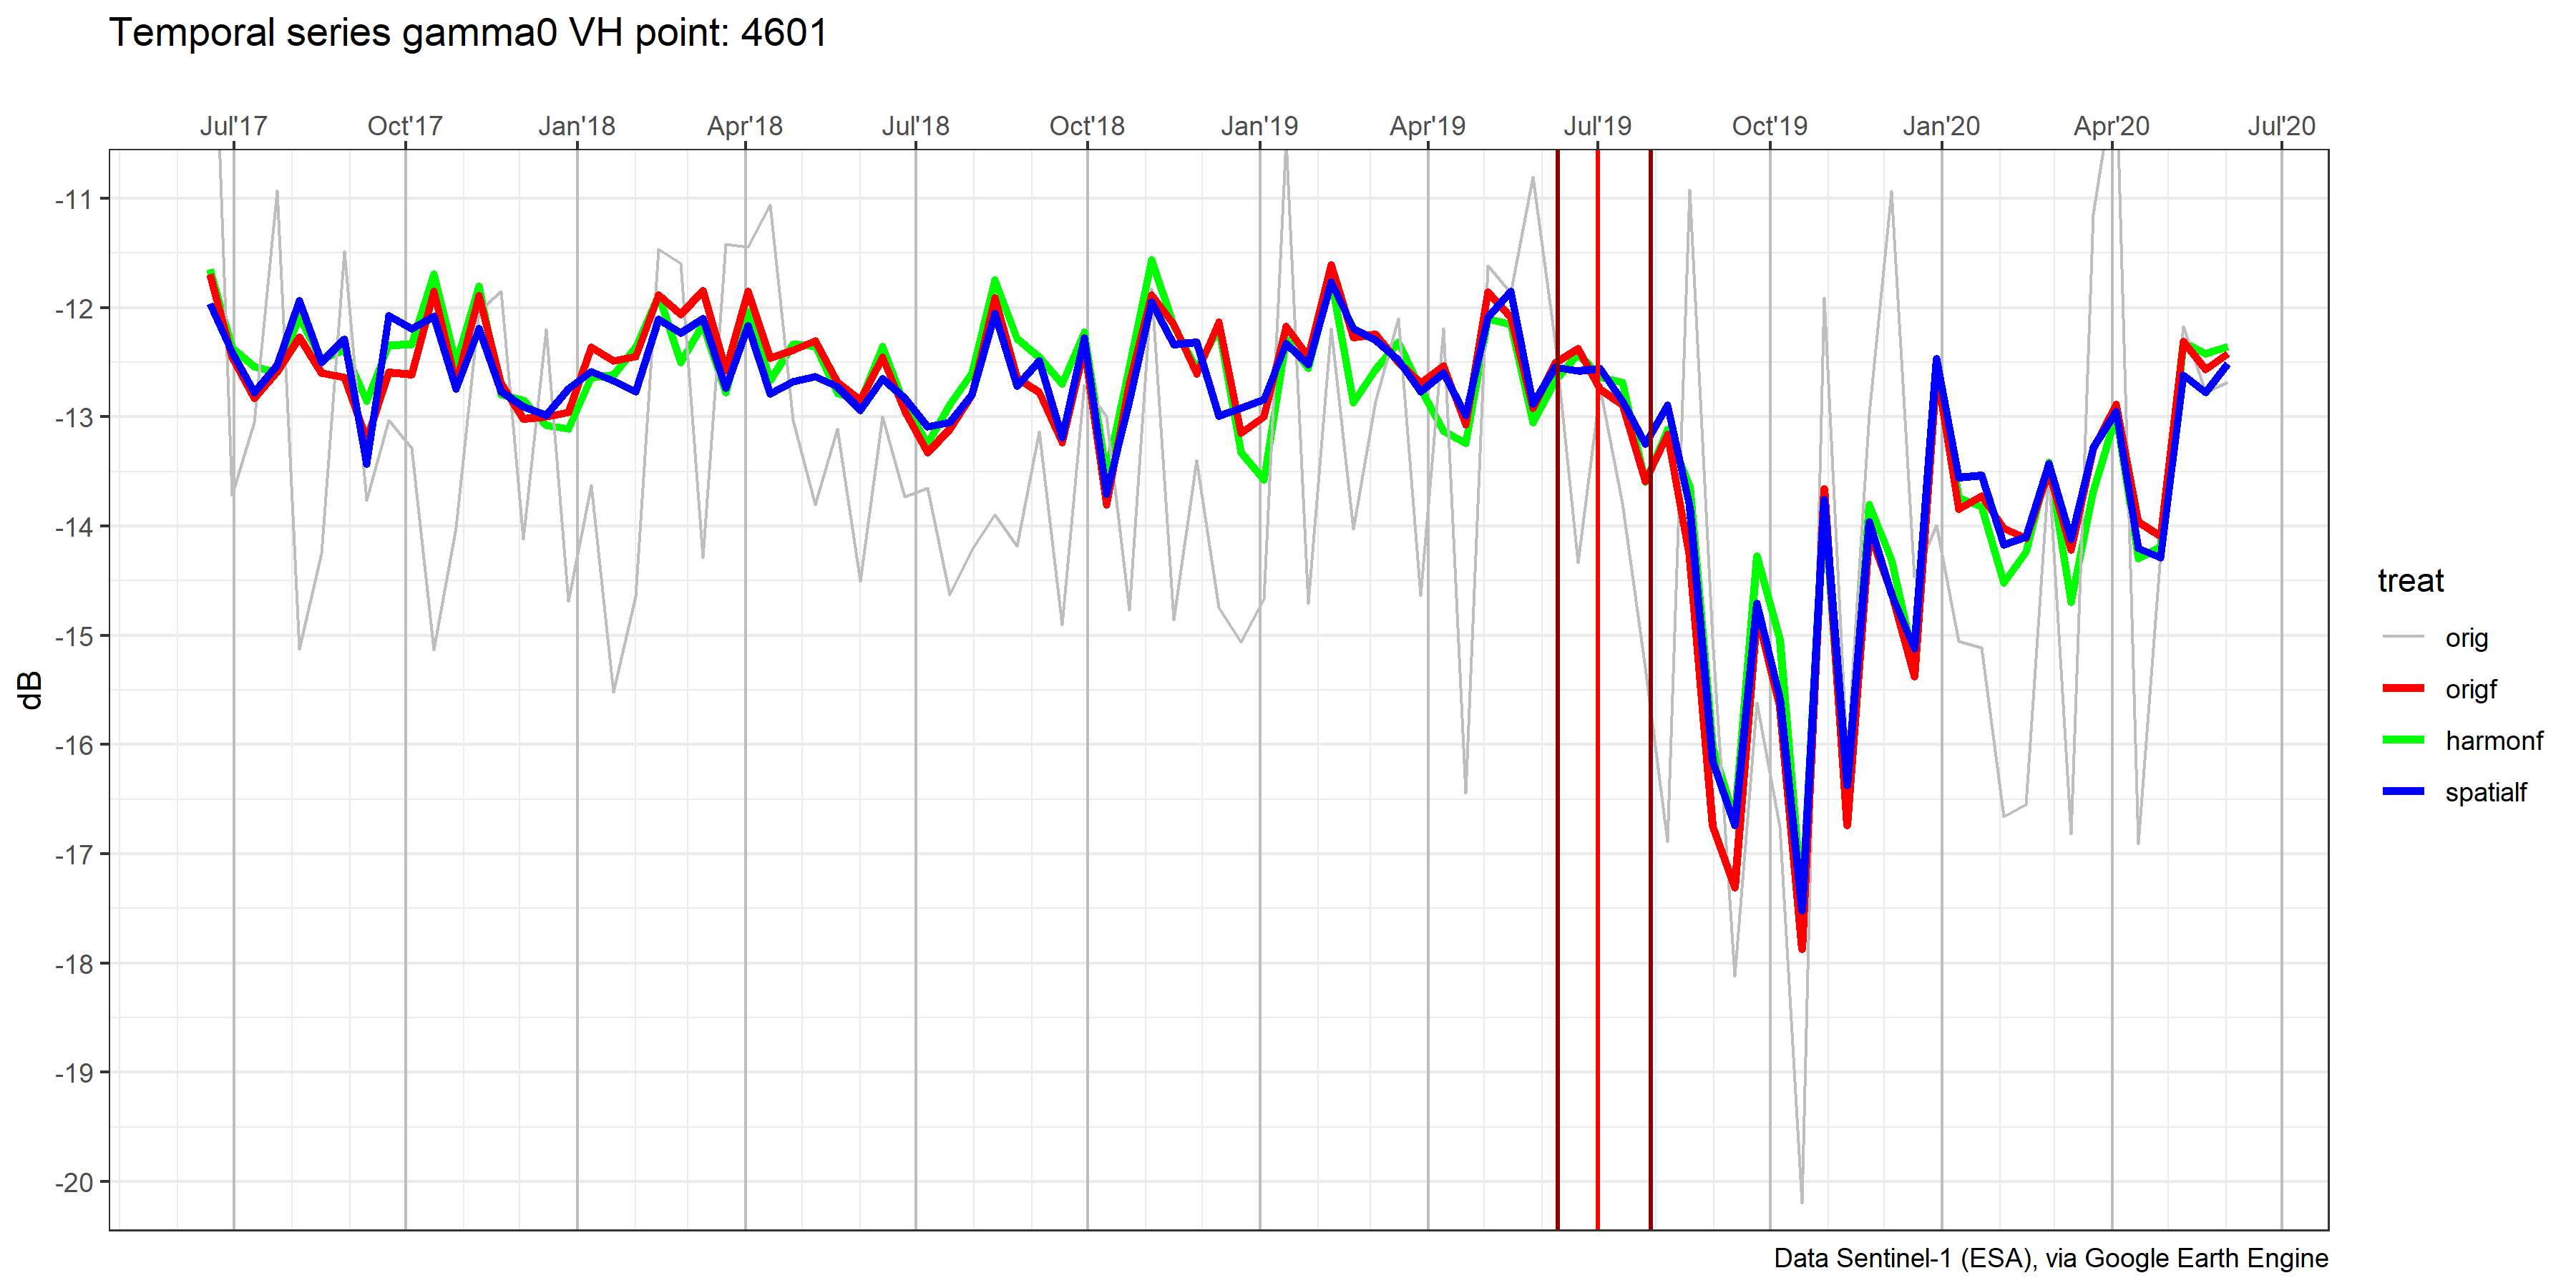 Temporal series gamma0 VH point: 4601
Jul'17 Oct'17 Jan'18 Apr'18 Jul'18 Oct'18 Jan'19 Apr'19 Jul'19 Oct'19 Jan'20 Apr'20 Jul'20
-11
-12
-13
-14
-15
-16
-17
-18
-19
-20
dB
treat
orig
origf
harmonf
spatialf
Data Sentinel-1 (ESA), via Google Earth Engine